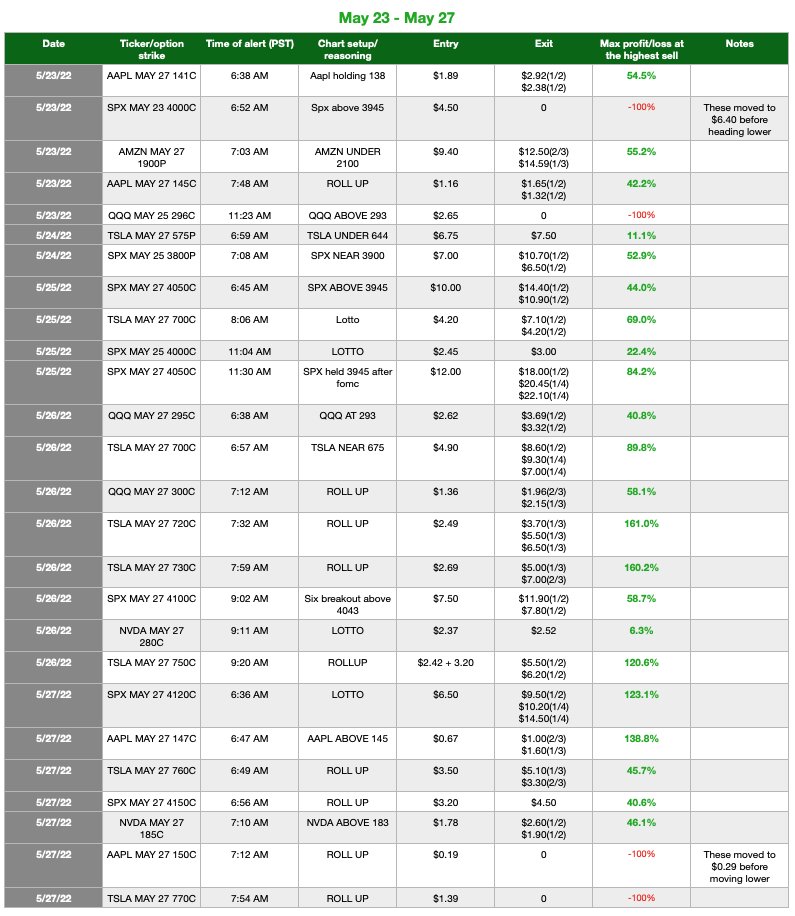 May 23 - May 27
Date Ticker/option strike Time of alert (PST) Chart setup/ reasoning Entry Exit Max profit/loss at the highest sell Notes
5/23/22 AAPL MAY 27 141C 6:38 AM Aapl holding 138 $1.89 $2.92(1/2) $2.38(1/2) 54.5%
5/23/22 SPX MAY 23 4000C 6:52 AM Spx above 3945 $4.50 0 -100% These moved to $6.40 before heading lower
5/23/22 AMZN MAY 27 1900P 7:03 AM AMZN UNDER 2100 $9.40 $12.50(2/3) $14.59(1/3) 55.2%
5/23/22 AAPL MAY 27 145C 7:48 AM ROLL UP $1.16 $1.65(1/2) $1.32(1/2) 42.2%
5/23/22 QQQ MAY 25 296C 11:23 AM QQQ ABOVE 293 $2.65 0 -100%
5/24/22 TSLA MAY 27 575P 6:59 AM TSLA UNDER 644 $6.75 $7.50 11.1%
5/24/22 SPX MAY 25 3800P 7:08 AM SPX NEAR 3900 $7.00 $10.70(1/2) $6.50(1/2) 52.9%
5/25/22 SPX MAY 27 4050C 6:45 AM SPX ABOVE 3945 $10.00 $14.40(1/2) $10.90(1/2) 44.0%
5/25/22 TSLA MAY 27 700C 8:06 AM Lotto $4.20 $7.10(1/2) $4.20(1/2) 69.0%
5/25/22 SPX MAY 25 4000C 11:04 AM LOTTO $2.45 $3.00 22.4%
5/25/22 SPX MAY 27 4050C 11:30 AM SPX held 3945 after fomc $12.00 $18.00(1/2) $20.45(1/4) $22.10(1/4) 84.2%
5/26/22 QQQ MAY 27 295C 6:38 AM QQQ AT 293 $2.62 $3.69(1/2) $3.32(1/2) 40.8%
5/26/22 TSLA MAY 27 700C 6:57 AM TSLA NEAR 675 $4.90 $8.60(1/2) $9.30(1/4) $7.00(1/4) 89.8%
5/26/22 QQQ MAY 27 300C 7:12 AM ROLL UP $1.36 $1.96(2/3) $2.15(1/3) 58.1%
5/26/22 TSLA MAY 27 720C 7:32 AM ROLL UP $2.49 $3.70(1/3) $5.50(1/3) $6.50(1/3) 161.0%
5/26/22 TSLA MAY 27 730C 7:59 AM ROLL UP $2.69 $5.00(1/3) $7.00(2/3) 160.2%
5/26/22 SPX MAY 27 4100C 9:02 AM Six breakout above 4043 $7.50 $11.90(1/2) $7.80(1/2) 58.7%
5/26/22 NVDA MAY 27 280C 9:11 AM LOTTO $2.37 $2.52 6.3%
5/26/22 TSLA MAY 27 750C 9:20 AM ROLLUP $2.42 + 3.20 $5.50(1/2) $6.20(1/2) 120.6%
5/27/22 SPX MAY 27 4120C 6:36 AM LOTTO $6.50 $9.50(1/2) $10.20(1/4) $14.50(1/4) 123.1%
5/27/22 AAPL MAY 27 147C 6:47 AM AAPL ABOVE 145 $0.67 $1.00(2/3) $1.60(1/3) 138.8%
5/27/22 TSLA MAY 27 760C 6:49 AM ROLL UP $3.50 $5.10(1/3) $3.30(2/3) 45.7%
5/27/22 SPX MAY 27 4150C 6:56 AM ROLL UP $3.20 $4.50 40.6%
5/27/22 NVDA MAY 27 185C 7:10 AM NVDA ABOVE 183 $1.78 $2.60(1/2) $1.90(1/2) 46.1%
5/27/22 AAPL MAY 27 150C 7:12 AM ROLL UP $0.19 0 -100% These moved to $0.29 before moving lower
5/27/22 TSLA MAY 27 770C 7:54 AM ROLL UP $1.39 0 -100%